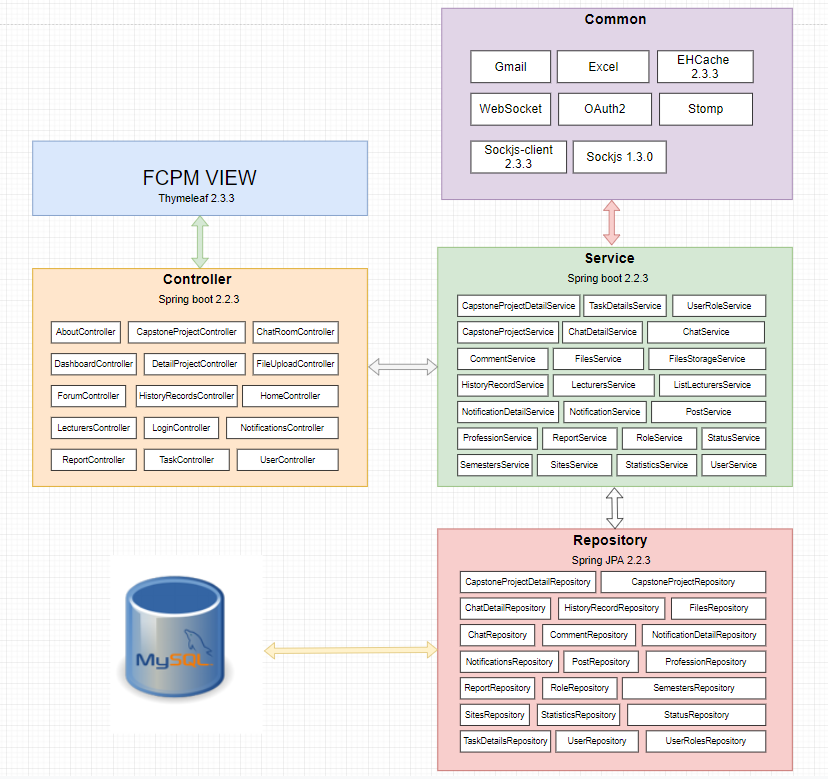 Common
Gmail
Excel
EHCache
2.3.3
WebSocket
OAuth2
Stomp
Sockjs-client
2.3.3
Sockjs 1.3.0
FCPM VIEW
Thymeleaf 2.3.3
Controller
Spring boot 2.2.3
AboutController
CapstoneProjectController
ChatRoomController
DashboardController
DetailProjectController
FileUploadController
ForumController
HistoryRecordsController
HomeController
LecturersController
LoginController
NotificationsController
ReportController
TaskController
UserController
Service
Spring boot 2.2.3
CapstoneProjectDetailService
TaskDetailsService
UserRoleService
CapstoneProjectService
ChatDetailService
ChatService
CommentService
FilesService
FilesStorageService
HistoryRecordService
LecturersService
ListLecturersService
NotificationDetailService
NotificationService
PostService
ProfessionService
ReportService
RoleService
StatusService
SemestersService
SitesService
StatisticsService
UserService
Repository
Spring JPA 2.2.3
CapstoneProjectDetailRepository
CapstoneProjectRepository
ChatDetailRepository
HistoryRecordRepository
FilesRepository
ChatRepository
CommentRepository
NotificationDetailRepository
NotificationsRepository
PostRepository
ProfessionRepository
ReportRepository
RoleRepository
SemestersRepository
SitesRepository
StatisticsRepository
StatusRepository
TaskDetailsRepository
UserRepository
UserRolesRepository
MySQL